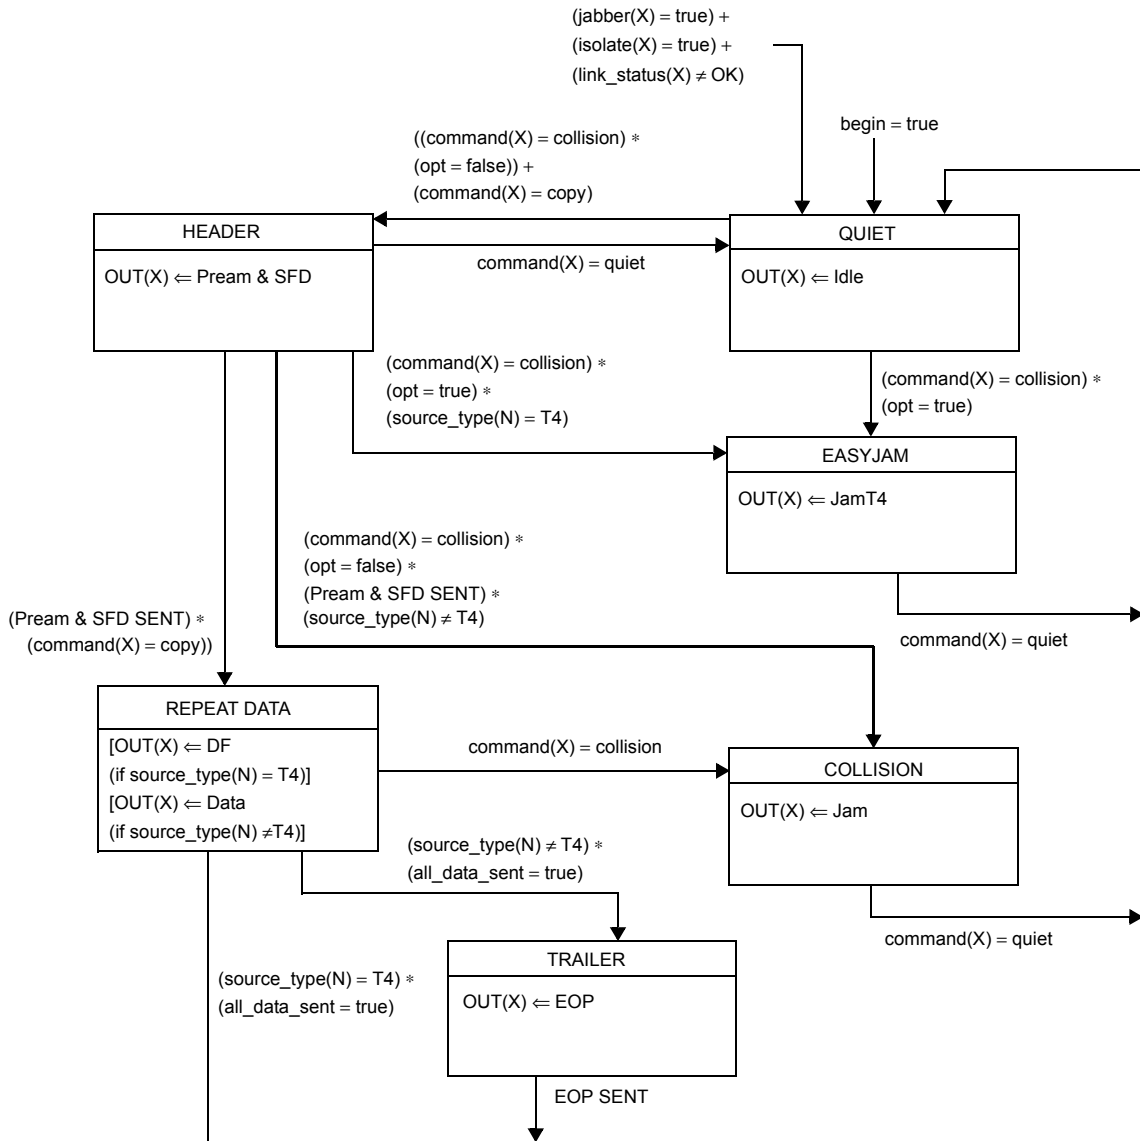 (jabber(X) = true) +
(isolate(X) = true) +
(link_status(X) ≠ OK)
begin = true
((command(X) = collision) *
(opt = false)) +
(command(X) = copy)
HEADER
OUT(X) ⇐ Pream & SFD
command(X) = quiet
QUIET
OUT(X) ⇐ Idle
(command(X) = collision) *
(opt = true) *
(source_type(N) = T4)
(command(X) = collision) *
(opt = true)
EASYJAM
OUT(X) ⇐ JamT4
(command(X) = collision) *
(opt = false) *
(Pream & SFD SENT) *
(source_type(N) ≠ T4)
(Pream & SFD SENT) *
(command(X) = copy))
command(X) = quiet
REPEAT DATA
[OUT(X) ⇐ DF
(if source_type(N) = T4)]
[OUT(X) ⇐ Data
(if source_type(N) ≠T4)]
command(X) = collision
COLLISION
OUT(X) ⇐ Jam
(source_type(N) ≠ T4) *
(all_data_sent = true)
command(X) = quiet
(source_type(N) = T4) *
(all_data_sent = true)
TRAILER
OUT(X) ⇐ EOP
EOP SENT